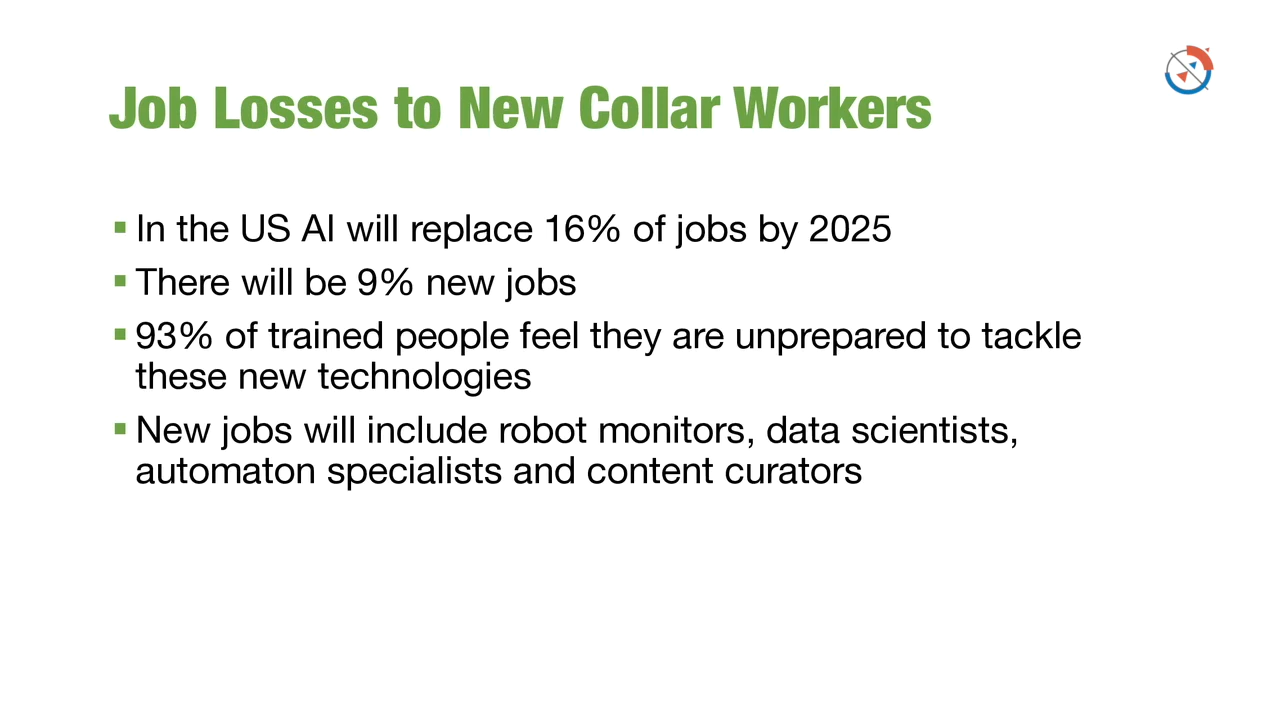 Job Losses to New Collar Workers
▪ In the US AI will replace 16% of jobs by 2025
▪ There will be 9% new jobs
▪ 93% of trained people feel they are unprepared to tackle
these new technologies
▪ New jobs will include robot monitors, data scientists,
automaton specialists and content curators